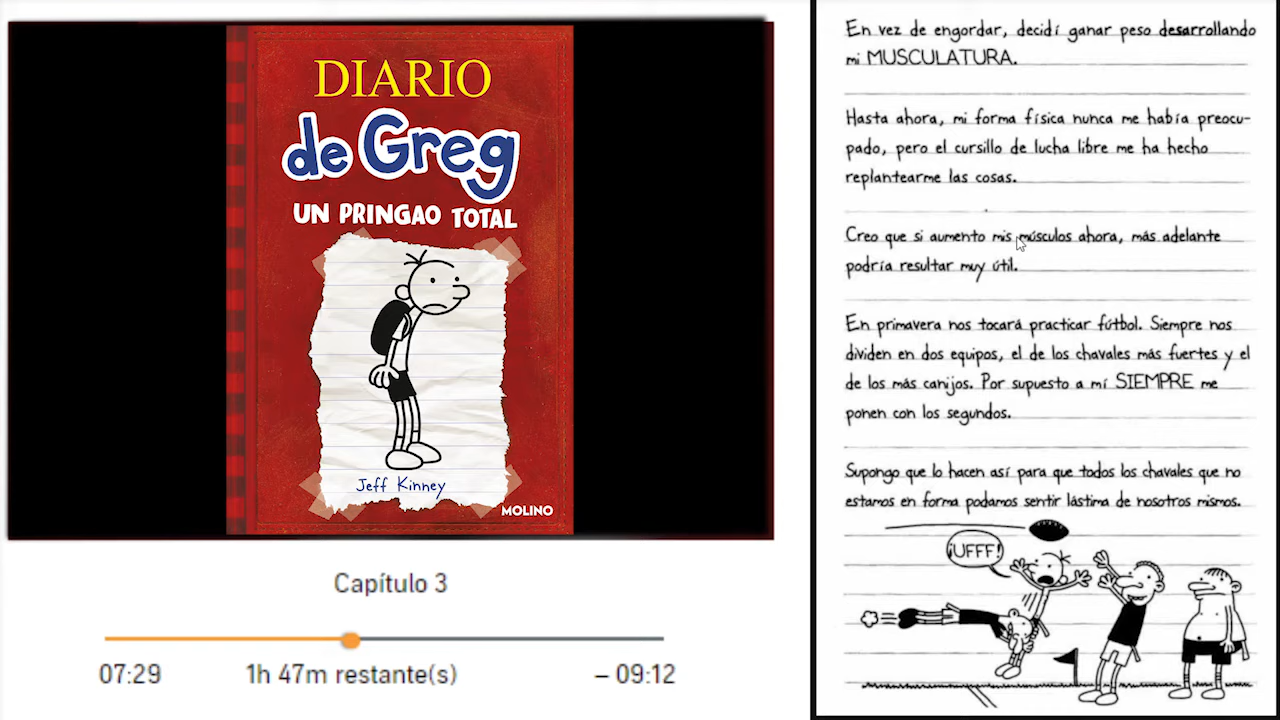 DIARIO
de Greg
UN PRINGAO TOTAL
Jeff Kinney
MOLINO
Capítulo 3
07:29
1h 47m restante(s)
– 09:12
En vez de engordar, decidí ganar peso desarrollando
mi MUSCULATURA.
Hasta ahora, mi forma física nunca me había preocu-
pado, pero el cursillo de lucha libre me ha hecho
replantearme las cosas.
Creo que si aumento mis músculos ahora, más adelante
podría resultar muy útil.
En primavera nos tocará practicar fútbol. Siempre nos
dividen en dos equipos, el de los chavales más fuertes y el
de los más canijos. Por supuesto a mí SIEMPRE me
ponen con los segundos.
Supongo que lo hacen así para que todos los chavales que no
estamos en forma podamos sentir lástima de nosotros mismos.
¡UFFF!